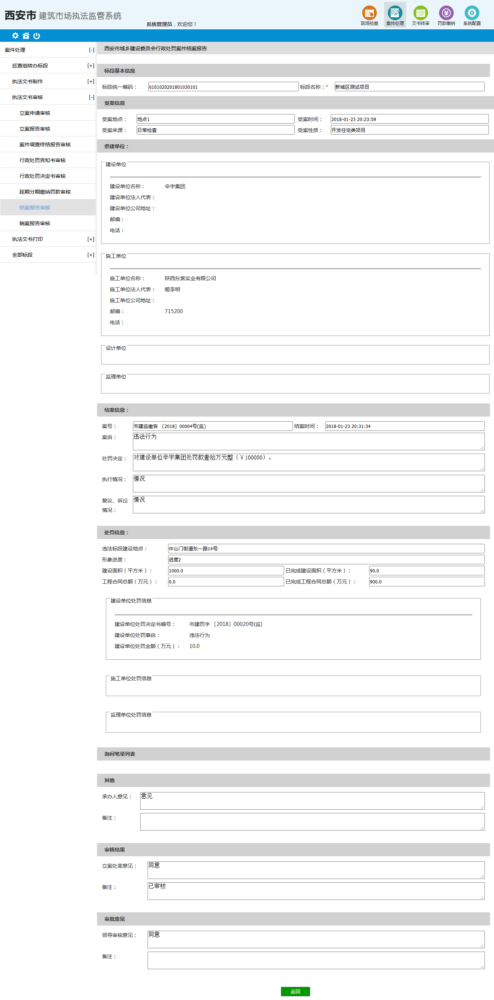 西安市 建筑市场执法监管系统
系统管理员，欢迎您！
现场检查 案件处理 文书终审 罚款缴纳 系统配置
案件处理 [-]
巡查组转办标段 [+]
执法文书制作 [+]
执法文书审核 [-]
立案申请审核
立案报告审核
案件调查终结报告审核
行政处罚告知书审核
行政处罚决定书审核
延期分期缴纳罚款审核
结案报告审核
销案报告审核
执法文书打印 [+]
全部标段 [+]
西安市城乡建设委员会行政处罚案件结案报告
标段基本信息
标段统一编码： 6101020201801030101 标段名称：* 新城区测试项目
受案信息
受案地点： 地点1 受案时间： 2018-01-23 20:23:59
受案来源： 日常检查 受案性质： 开发住宅类项目
参建单位：
建设单位
建设单位名称： 辛宇集团
建设单位法人代表：
建设单位公司地址：
邮编：
电话：
施工单位
施工单位名称： 陕西东紫实业有限公司
施工单位法人代表： 姬李明
施工单位公司地址：
邮编： 715200
电话：
设计单位
监理单位
结案信息：
案号： 市建监缴告 〔2018〕00004号(监) 结案时间： 2018-01-23 20:31:34
案由： 违法行为
处罚决定： 对建设单位辛宇集团处罚款壹拾万元整（￥100000）。
执行情况： 情况
复议、诉讼情况： 情况
处罚信息：
违法标段建设地点： 中山门街道东一路14号
形象进度： 进度2
建设面积（平方米）： 1000.0 已完成建设面积（平方米）： 90.0
工程合同总额（万元）： 0.0 已完成工程合同总额（万元）： 900.0
建设单位处罚信息
建设单位处罚决定书编号： 市建罚字 〔2018〕00020号(监)
建设单位处罚事由： 违法行为
建设单位处罚金额（万元）： 10.0
施工单位处罚信息
监理单位处罚信息
询问笔录列表
其他
承办人意见： 意见
备注：
审核结果
立案处室意见： 同意
备注： 已审核
审批意见
领导审核意见： 同意
备注：
返回